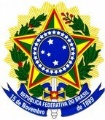 REPÚBLICA FEDERATIVA DO BRASIL
15 de Novembro
de 1889